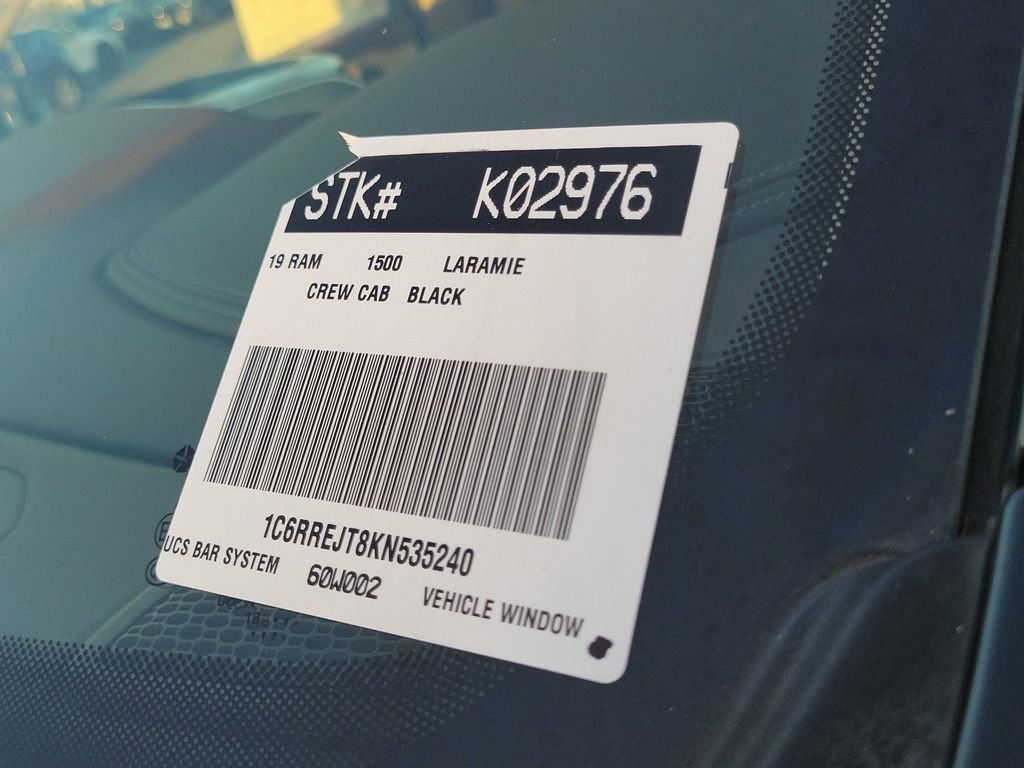 STK# K02976
19 RAM 1500 LARAMIE
CREW CAB BLACK
1C6RREJT8KN535240
UCS BAR SYSTEM 60W002 VEHICLE WINDOW